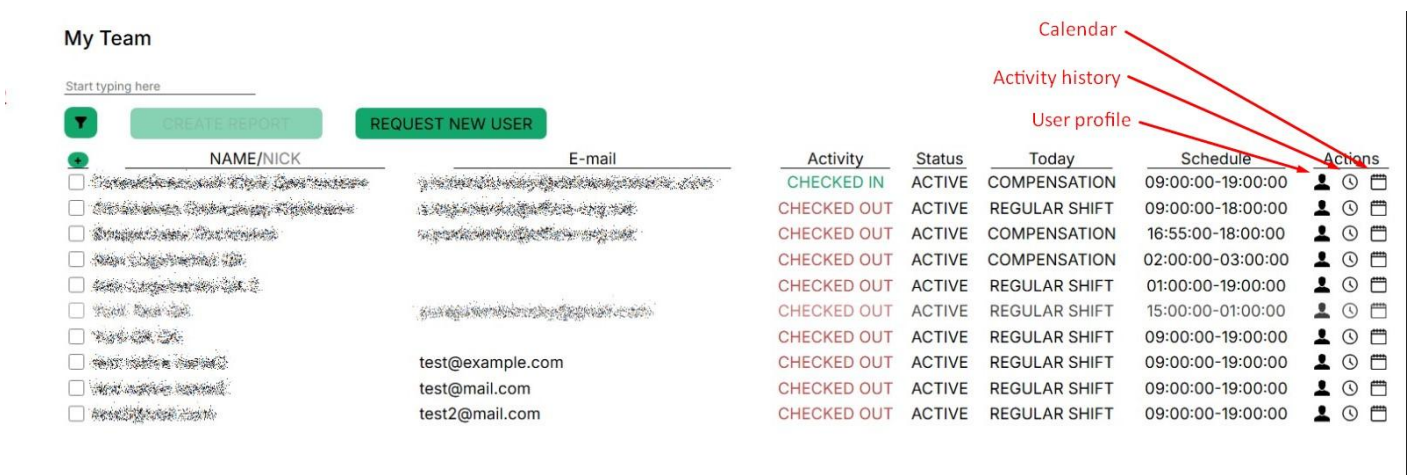 My Team
Calendar
Activity history
Start typing here
User profile
CREATE REPORT REQUEST NEW USER
+ NAME/NICK E-mail Activity Status Today Schedule Actions
CHECKED IN ACTIVE COMPENSATION 09:00:00-19:00:00
CHECKED OUT ACTIVE REGULAR SHIFT 09:00:00-18:00:00
CHECKED OUT ACTIVE COMPENSATION 16:55:00-18:00:00
CHECKED OUT ACTIVE COMPENSATION 02:00:00-03:00:00
CHECKED OUT ACTIVE REGULAR SHIFT 01:00:00-19:00:00
CHECKED OUT ACTIVE REGULAR SHIFT 15:00:00-01:00:00
CHECKED OUT ACTIVE REGULAR SHIFT 09:00:00-19:00:00
test@example.com CHECKED OUT ACTIVE REGULAR SHIFT 09:00:00-19:00:00
test@mail.com CHECKED OUT ACTIVE REGULAR SHIFT 09:00:00-19:00:00
test2@mail.com CHECKED OUT ACTIVE REGULAR SHIFT 09:00:00-19:00:00